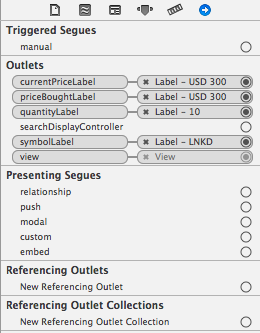 Triggered Segues
manual
Outlets
currentPriceLabel ✖ Label – USD 300
priceBoughtLabel ✖ Label – USD 300
quantityLabel ✖ Label – 10
searchDisplayController
symbolLabel ✖ Label – LNKD
view ✖ View
Presenting Segues
relationship
push
modal
custom
embed
Referencing Outlets
New Referencing Outlet
Referencing Outlet Collections
New Referencing Outlet Collection